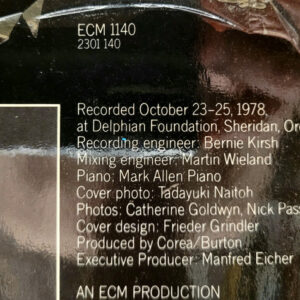 ECM 1140
2301 140
Recorded October 23–25, 1978,
at Delphian Foundation, Sheridan, Or
Recording engineer: Bernie Kirsh
Mixing engineer: Martin Wieland
Piano: Mark Allen Piano
Cover photo: Tadayuki Naitoh
Photos: Catherine Goldwyn, Nick Pass
Cover design: Frieder Grindler
Produced by Corea/Burton
Executive Producer: Manfred Eicher
AN ECM PRODUCTION